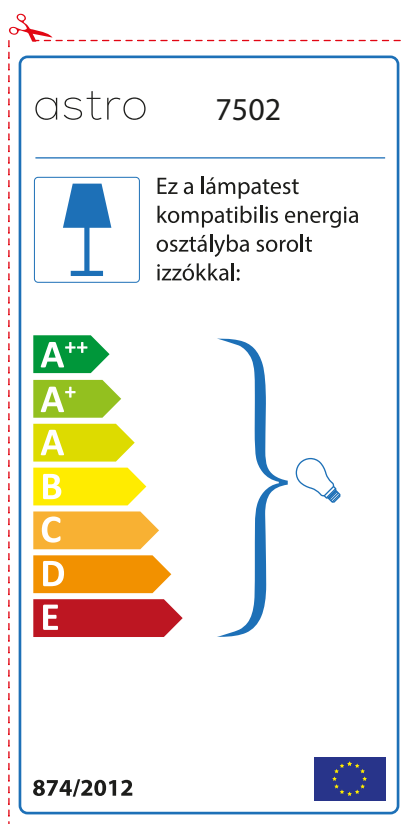 astro 7502
Ez a lámpatest
kompatibilis energia
osztályba sorolt
izzókkal:
A++
A+
A
B
C
D
E
874/2012